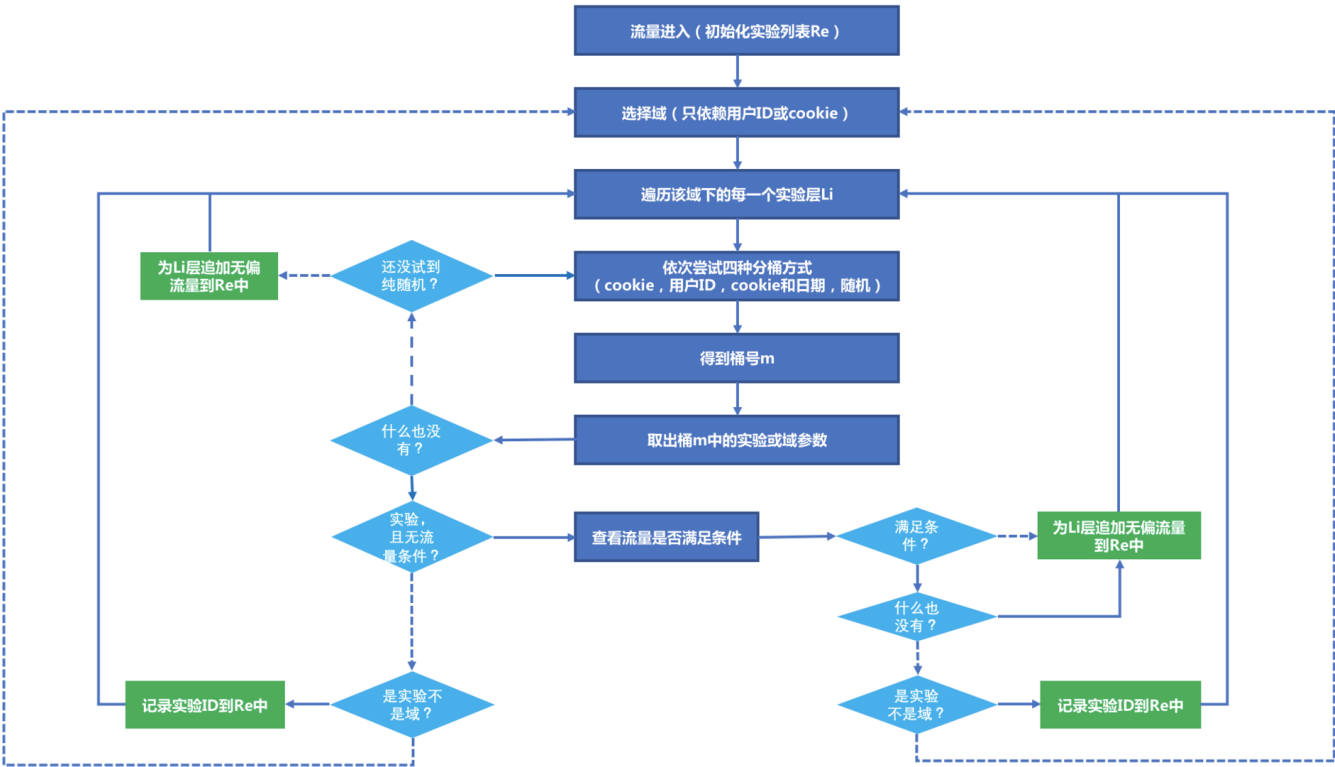 流量进入（初始化实验列表Re）
选择域（只依赖用户ID或cookie）
遍历该域下的每一个实验层Li
为Li层追加无偏
流量到Re中
还没试到
纯随机？
依次尝试四种分桶方式
（cookie，用户ID，cookie和日期，随机）
得到桶号m
什么也没
有？
取出桶m中的实验或域参数
实验，
且无流
量条件？
查看流量是否满足条件
满足条
件？
为Li层追加无偏流量
到Re中
什么也
没有？
记录实验ID到Re中
是实验不
是域？
是实验
不是域？
记录实验ID到Re中